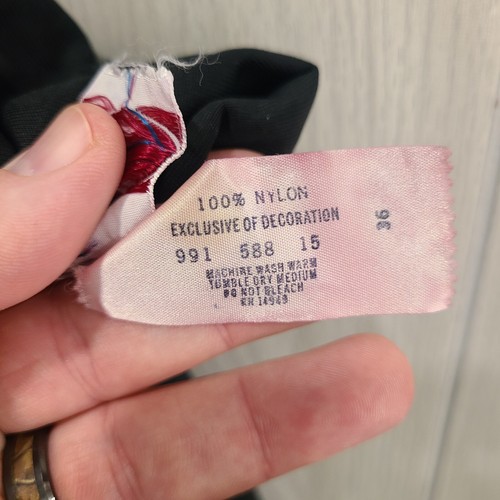 100% NYLON
EXCLUSIVE OF DECORATION
991 588 15
MACHINE WASH WARM
TUMBLE DRY MEDIUM
DO NOT BLEACH
RN 14949
36